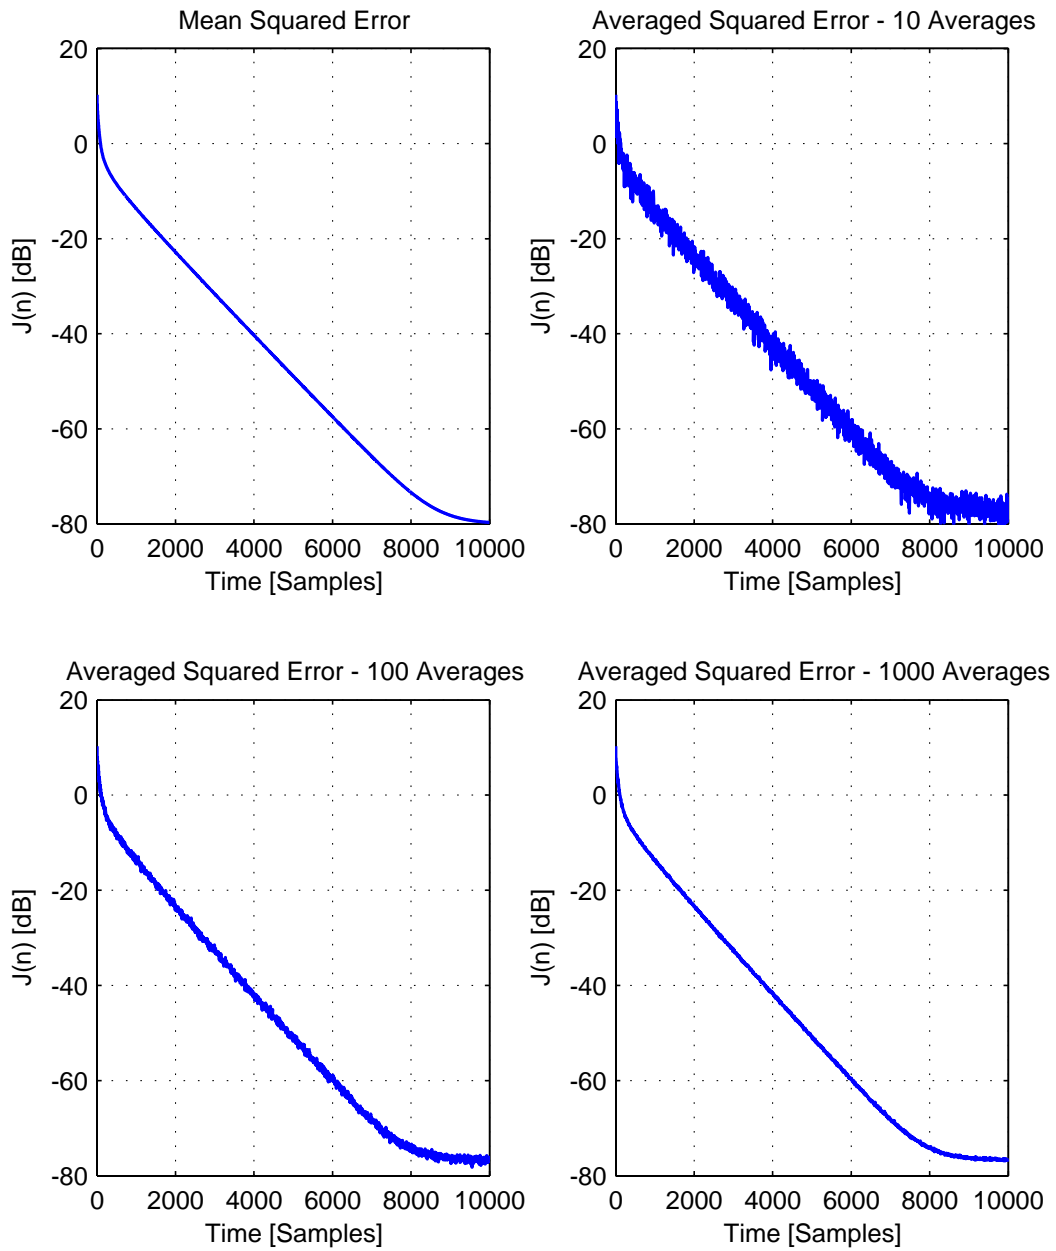 Mean Squared Error
20
0
-20
-40
-60
-80
J(n) [dB]
0 2000 4000 6000 8000 10000
Time [Samples]
Averaged Squared Error - 10 Averages
20
0
-20
-40
-60
-80
J(n) [dB]
0 2000 4000 6000 8000 10000
Time [Samples]
Averaged Squared Error - 100 Averages
20
0
-20
-40
-60
-80
J(n) [dB]
0 2000 4000 6000 8000 10000
Time [Samples]
Averaged Squared Error - 1000 Averages
20
0
-20
-40
-60
-80
J(n) [dB]
0 2000 4000 6000 8000 10000
Time [Samples]